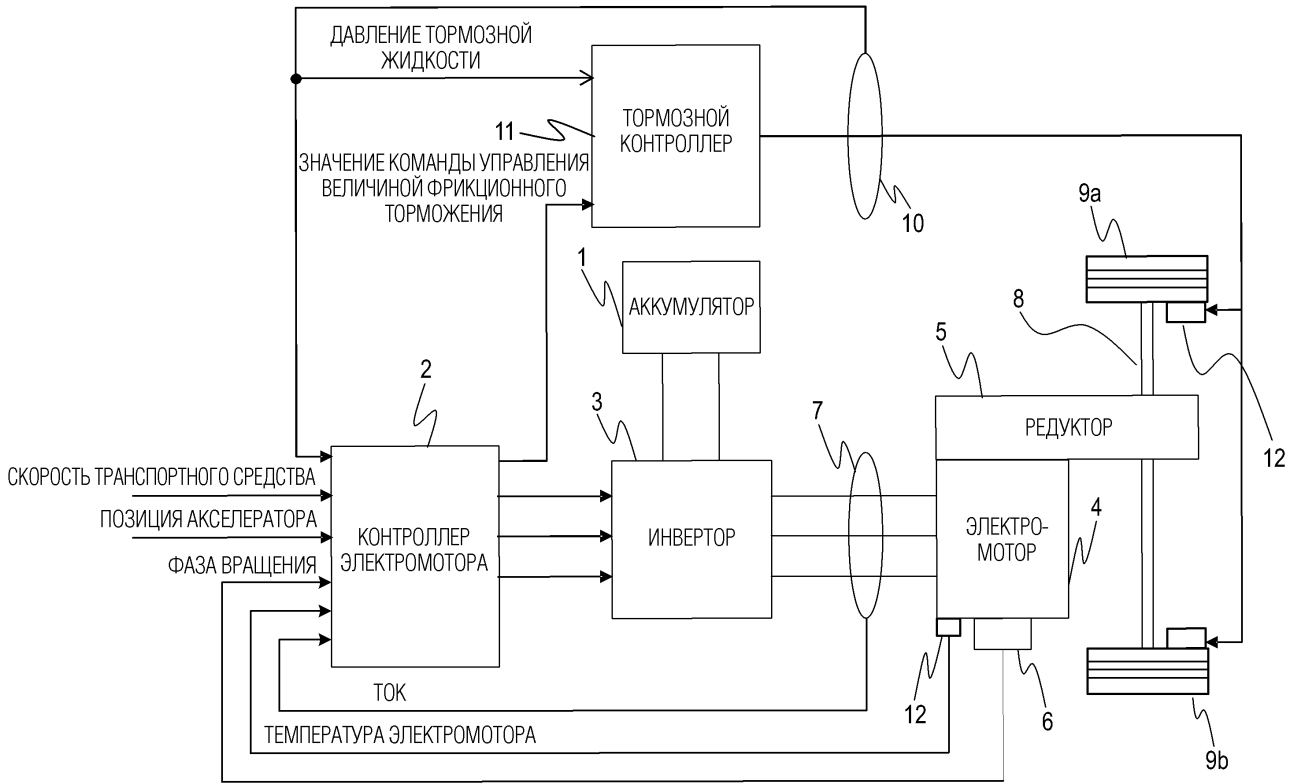 ДАВЛЕНИЕ ТОРМОЗНОЙ
ЖИДКОСТИ
11
ТОРМОЗНОЙ
КОНТРОЛЛЕР
ЗНАЧЕНИЕ КОМАНДЫ УПРАВЛЕНИЯ
ВЕЛИЧИНОЙ ФРИКЦИОННОГО
ТОРМОЖЕНИЯ
10
9a
1
АККУМУЛЯТОР
8
5
2
3
7
РЕДУКТОР
12
СКОРОСТЬ ТРАНСПОРТНОГО СРЕДСТВА
ПОЗИЦИЯ АКСЕЛЕРАТОРА
ФАЗА ВРАЩЕНИЯ
КОНТРОЛЛЕР
ЭЛЕКТРОМОТОРА
ИНВЕРТОР
ЭЛЕКТРО-
МОТОР
4
ТОК
12
6
ТЕМПЕРАТУРА ЭЛЕКТРОМОТОРА
9b